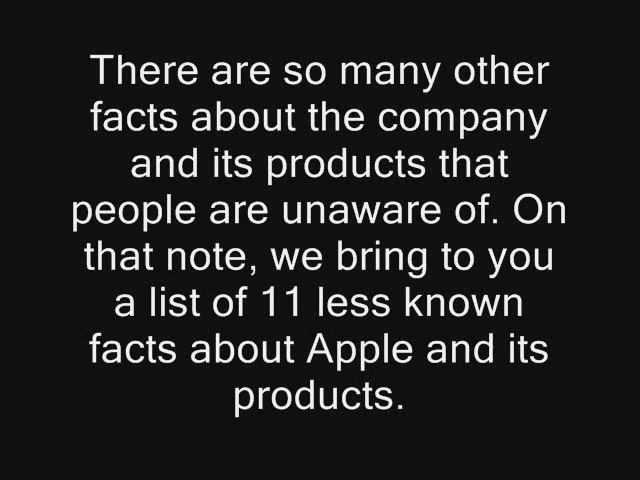 There are so many other
facts about the company
and its products that
people are unaware of. On
that note, we bring to you
a list of 11 less known
facts about Apple and its
products.